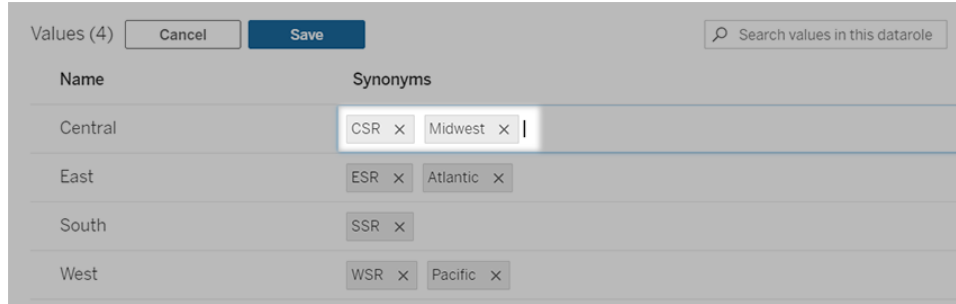 Values (4) Cancel Save Search values in this datarole
Name Synonyms
Central CSR × Midwest ×
East ESR × Atlantic ×
South SSR ×
West WSR × Pacific ×